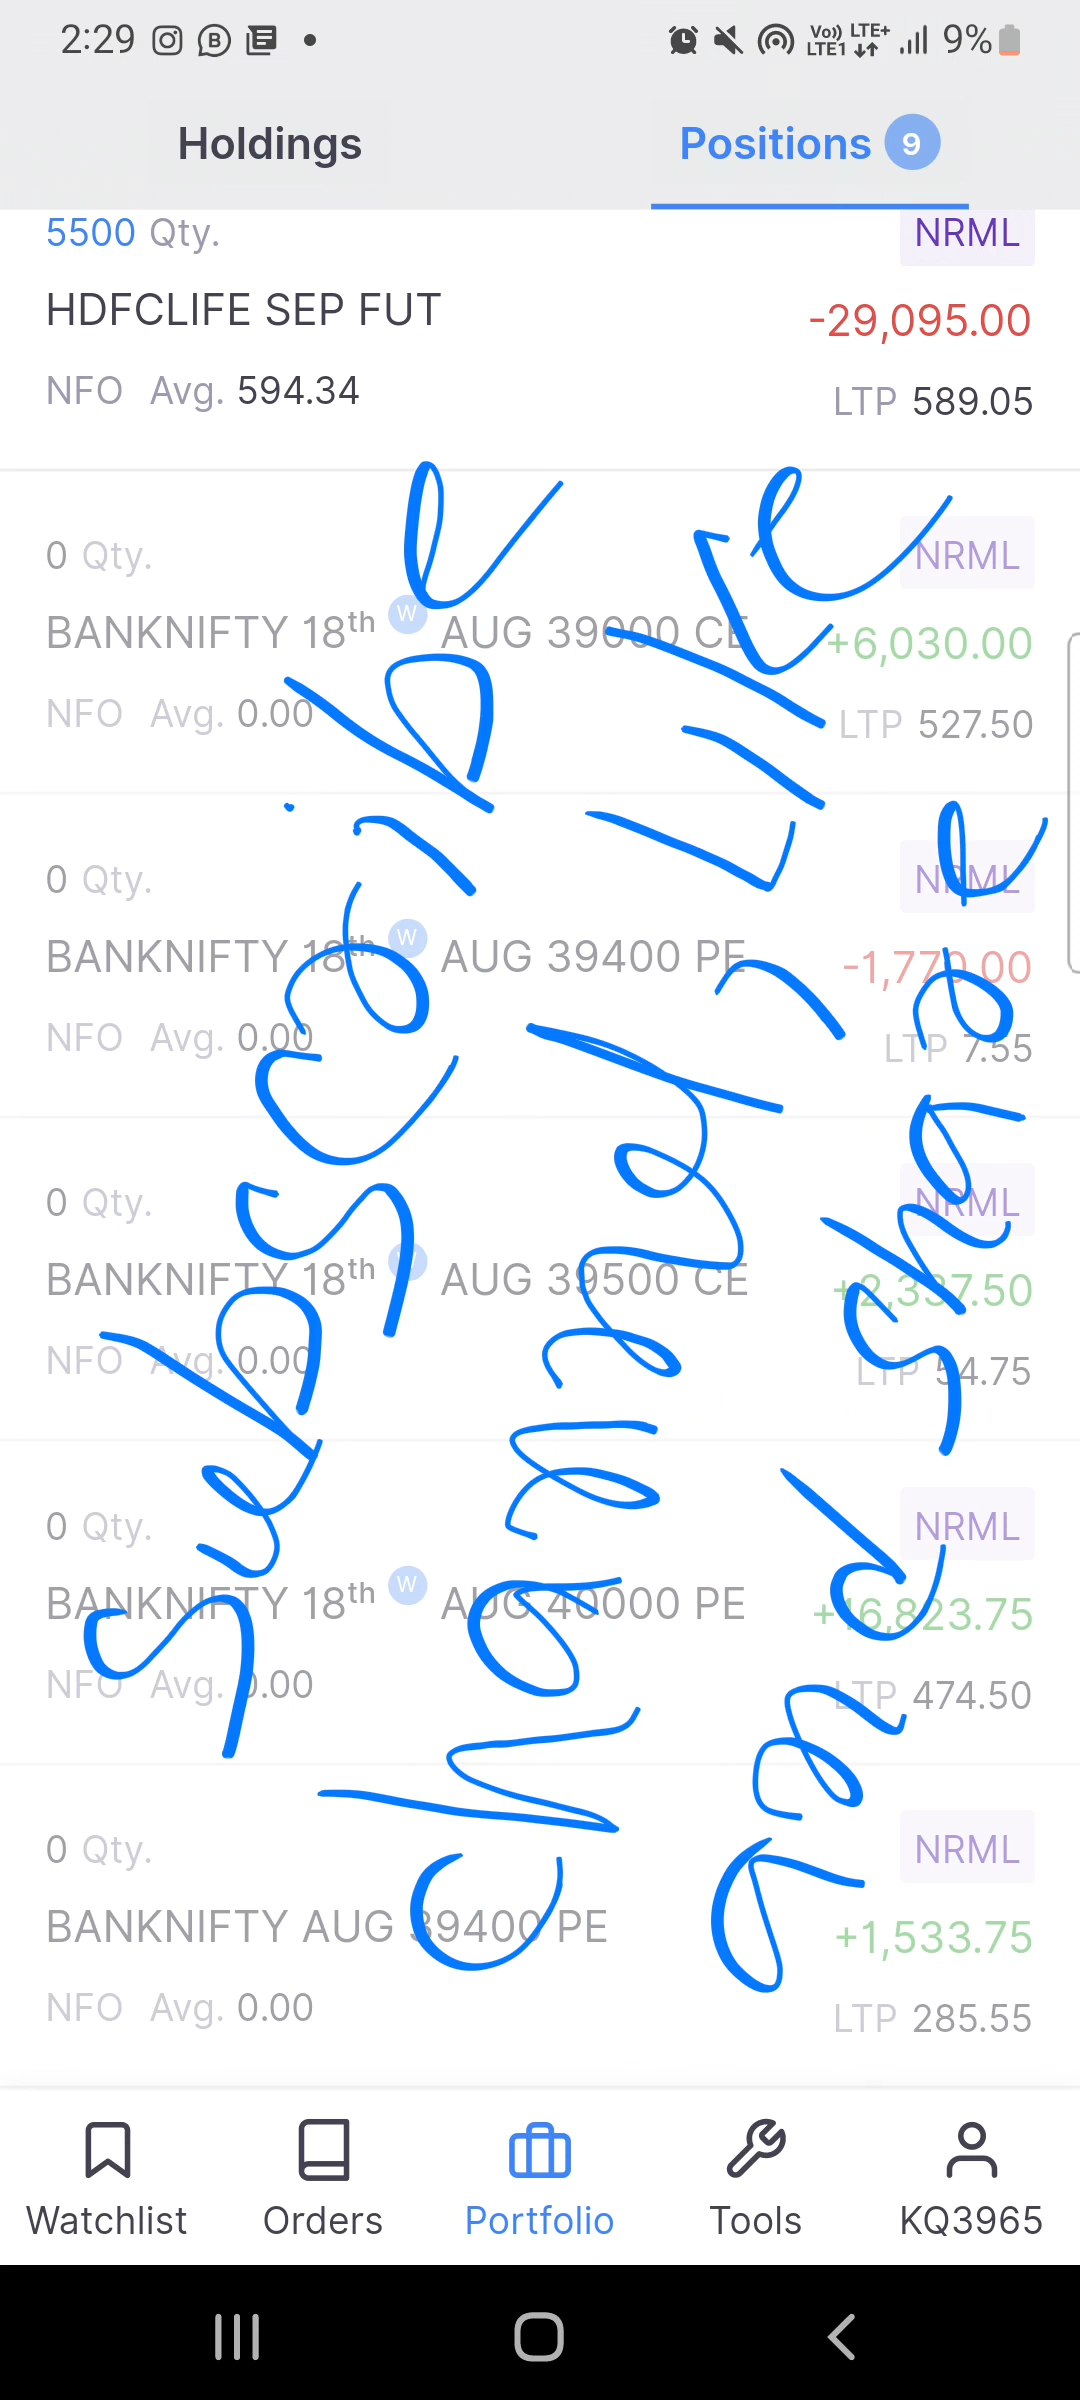 2:29 Vo)) LTE1 LTE+ 9%
Holdings Positions 9
5500 Qty. NRML
HDFCLIFE SEP FUT -29,095.00
NFO Avg. 594.34 LTP 589.05
0 Qty. NRML
BANKNIFTY 18th W AUG 39000 CE +6,030.00
NFO Avg. 0.00 LTP 527.50
0 Qty. NRML
BANKNIFTY 18th W AUG 39400 PE -1,770.00
NFO Avg. 0.00 LTP 7.55
0 Qty. NRML
BANKNIFTY 18th W AUG 39500 CE +2,337.50
NFO Avg. 0.00 LTP 54.75
0 Qty. NRML
BANKNIFTY 18th W AUG 40000 PE +16,823.75
NFO Avg. 0.00 LTP 474.50
0 Qty. NRML
BANKNIFTY AUG 39400 PE +1,533.75
NFO Avg. 0.00 LTP 285.55
Subscribe
channel like
and share
Watchlist Orders Portfolio Tools KQ3965